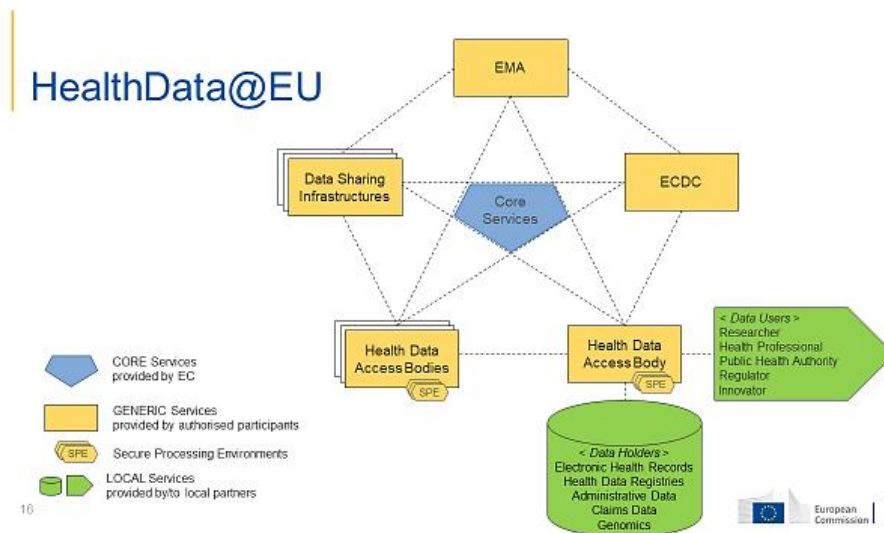 HealthData@EU
EMA
Data Sharing
Infrastructures
ECDC
Core
Services
Health Data
Access Bodies
SPE
Health Data
Access Body
SPE
< Data Users >
Researcher
Health Professional
Public Health Authority
Regulator
Innovator
< Data Holders >
Electronic Health Records
Health Data Registries
Administrative Data
Claims Data
Genomics
CORE Services
provided by EC
GENERIC Services
provided by authorised participants
SPE
Secure Processing Environments
LOCAL Services
provided by/to local partners
16
European
Commission